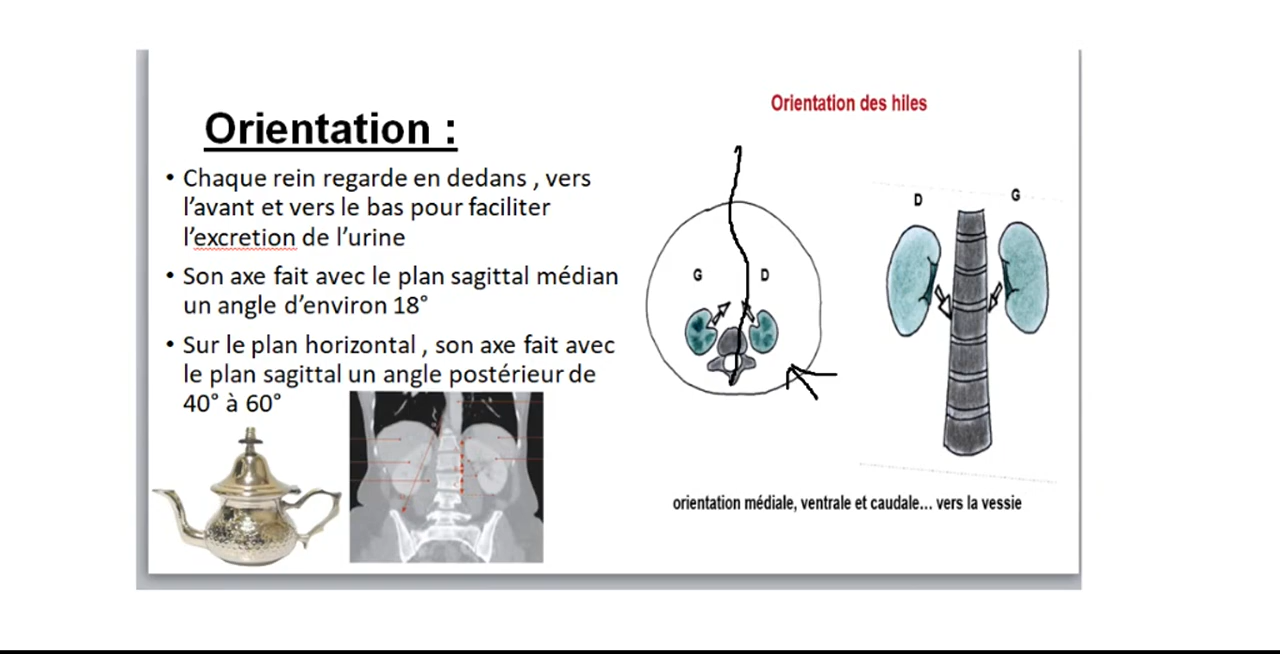 Orientation :
• Chaque rein regarde en dedans , vers
l'avant et vers le bas pour faciliter
l'excretion de l'urine
• Son axe fait avec le plan sagittal médian
un angle d'environ 18°
• Sur le plan horizontal , son axe fait avec
le plan sagittal un angle postérieur de
40° à 60°
Orientation des hiles
G D
D G
orientation médiale, ventrale et caudale... vers la vessie